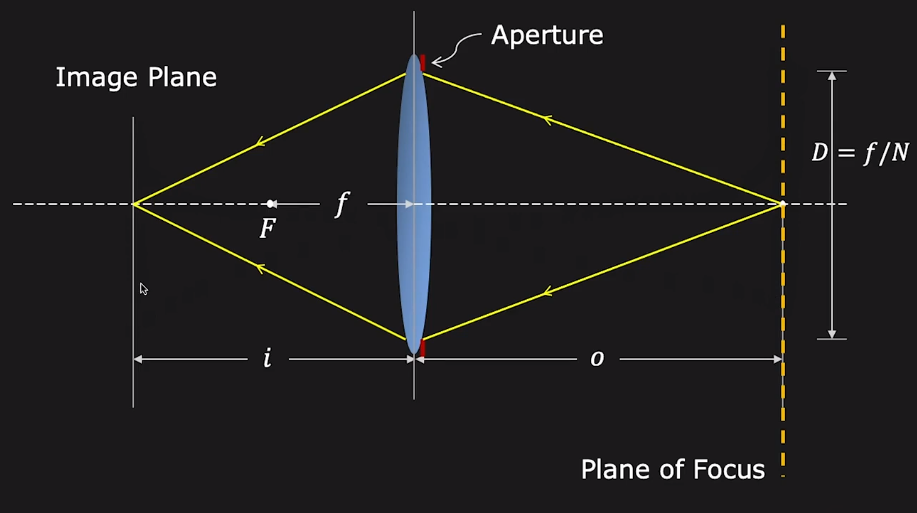 Aperture
Image Plane
D = f/N
f
F
i
o
Plane of Focus